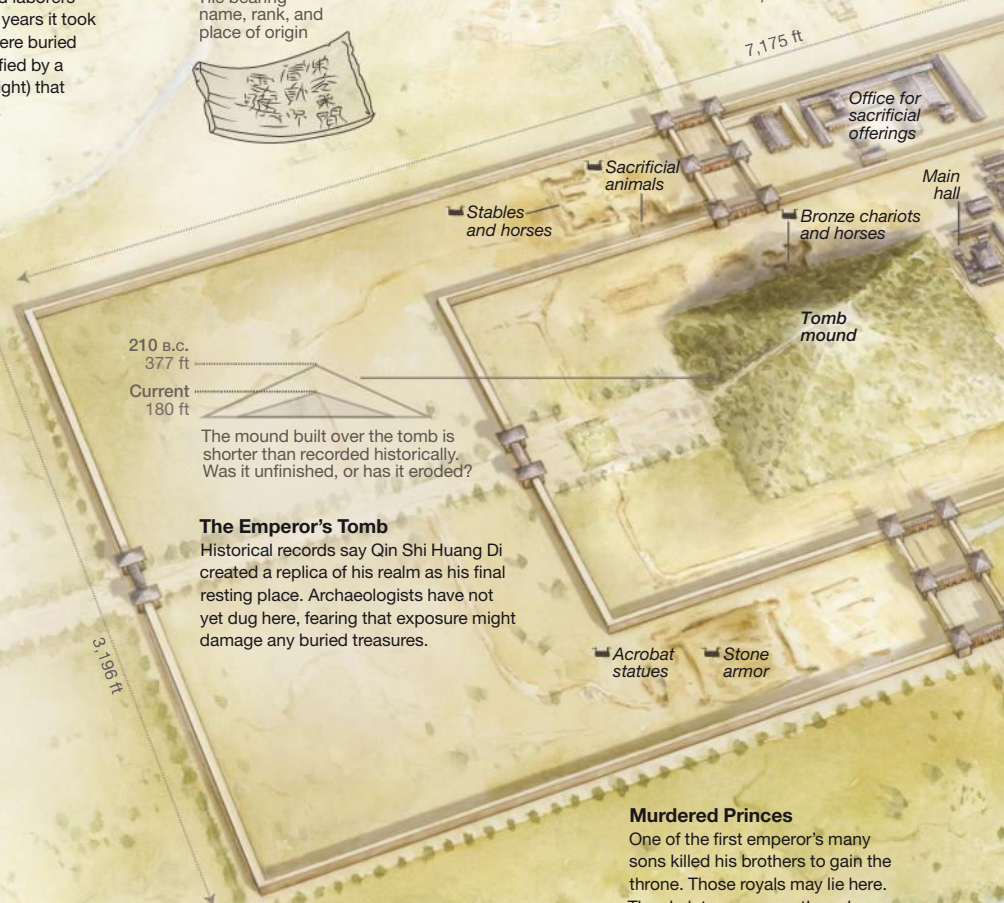 years it took
ere buried
fied by a
ight) that
name, rank, and
place of origin
7,175 ft
Office for
sacrificial
offerings
Sacrificial
animals
Main
hall
Stables
and horses
Bronze chariots
and horses
Tomb
mound
210 B.C.
377 ft
Current
180 ft
The mound built over the tomb is
shorter than recorded historically.
Was it unfinished, or has it eroded?
The Emperor's Tomb
Historical records say Qin Shi Huang Di
created a replica of his realm as his final
resting place. Archaeologists have not
yet dug here, fearing that exposure might
damage any buried treasures.
3,196 ft
Acrobat
statues
Stone
armor
Murdered Princes
One of the first emperor's many
sons killed his brothers to gain the
throne. Those royals may lie here.